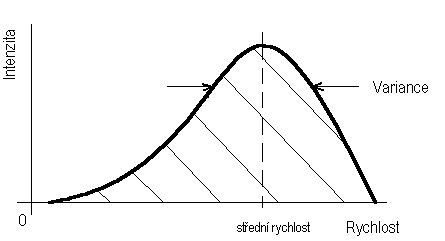 Intenzita
Variance
0
střední rychlost
Rychlost